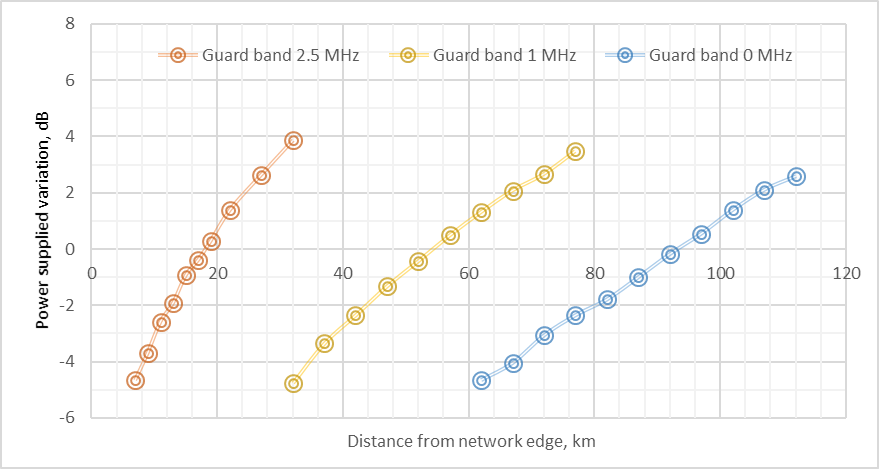 8
Guard band 2.5 MHz Guard band 1 MHz Guard band 0 MHz
6
4
2
0
0 20 40 60 80 100 120
-2
-4
-6
Power supplied variation, dB
Distance from network edge, km